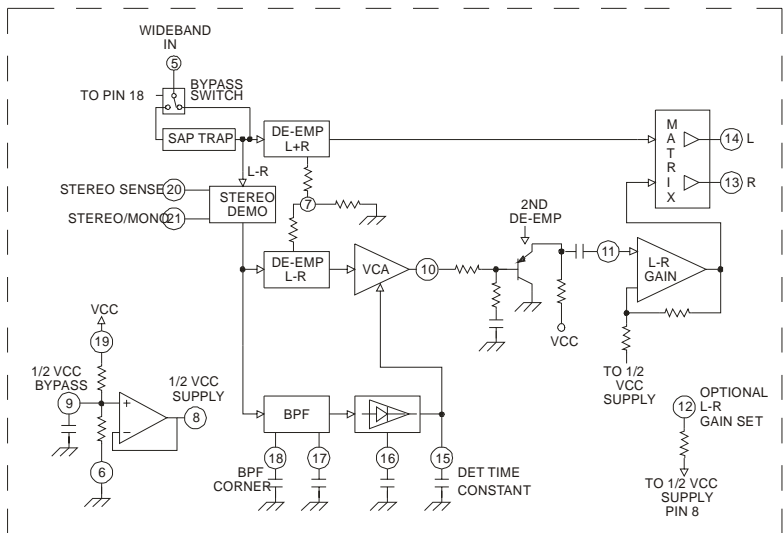 WIDEBAND
IN
5
TO PIN 18
BYPASS
SWITCH
SAP TRAP
DE-EMP
L+R
MATRIX
14 L
13 R
L-R
STEREO SENSE 20
STEREO/MONO 21
STEREO
DEMO
7
2ND
DE-EMP
DE-EMP
L-R
VCA
10
11
L-R
GAIN
VCC
VCC
19
1/2 VCC
BYPASS
9
1/2 VCC
SUPPLY
+
−
8
6
TO 1/2
VCC
SUPPLY
12
OPTIONAL
L-R
GAIN SET
BPF
18
17
16
15
BPF
CORNER
DET TIME
CONSTANT
TO 1/2 VCC
SUPPLY
PIN 8